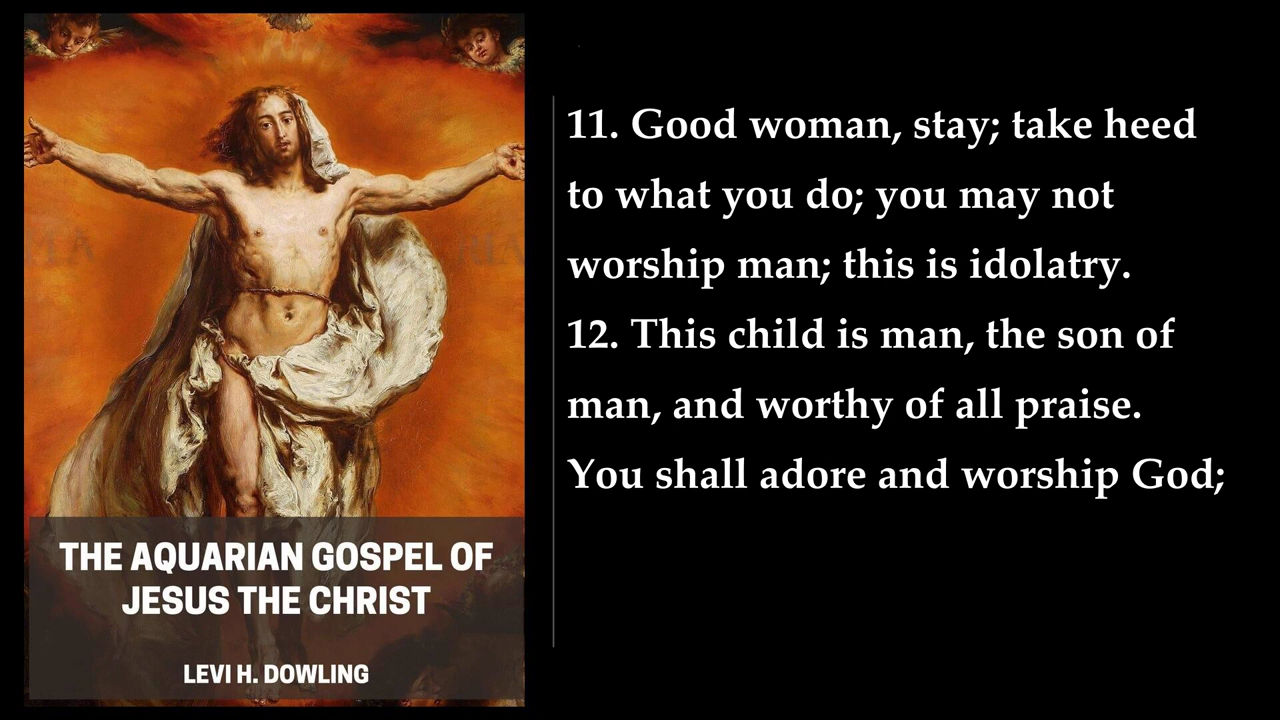 11. Good woman, stay; take heed
to what you do; you may not
worship man; this is idolatry.
12. This child is man, the son of
man, and worthy of all praise.
You shall adore and worship God;
THE AQUARIAN GOSPEL OF
JESUS THE CHRIST
LEVI H. DOWLING